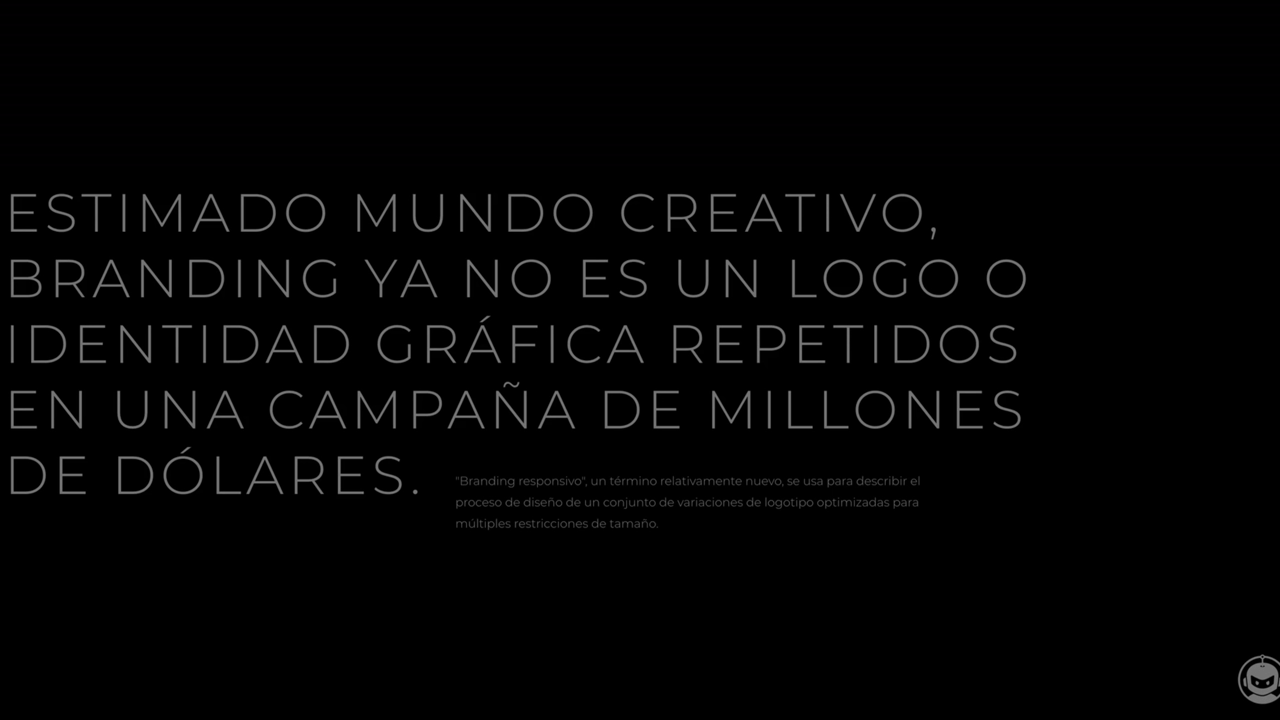 ESTIMADO MUNDO CREATIVO,
BRANDING YA NO ES UN LOGO O
IDENTIDAD GRÁFICA REPETIDOS
EN UNA CAMPAÑA DE MILLONES
DE DÓLARES.
"Branding responsivo", un término relativamente nuevo, se usa para describir el
proceso de diseño de un conjunto de variaciones de logotipo optimizadas para
múltiples restricciones de tamaño.